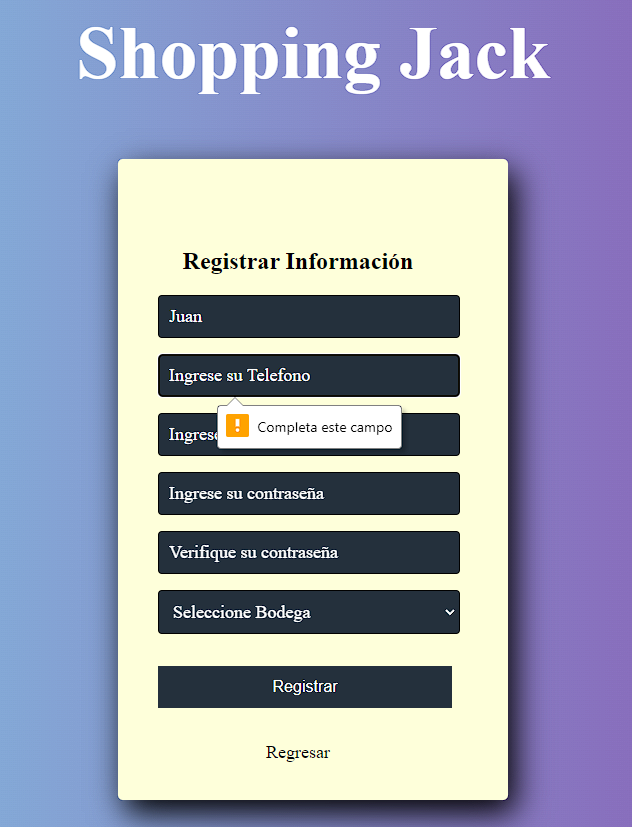 Shopping Jack
Registrar Información
Juan
Ingrese su Telefono
Completa este campo
Ingrese su contraseña
Verifique su contraseña
Seleccione Bodega
Registrar
Regresar